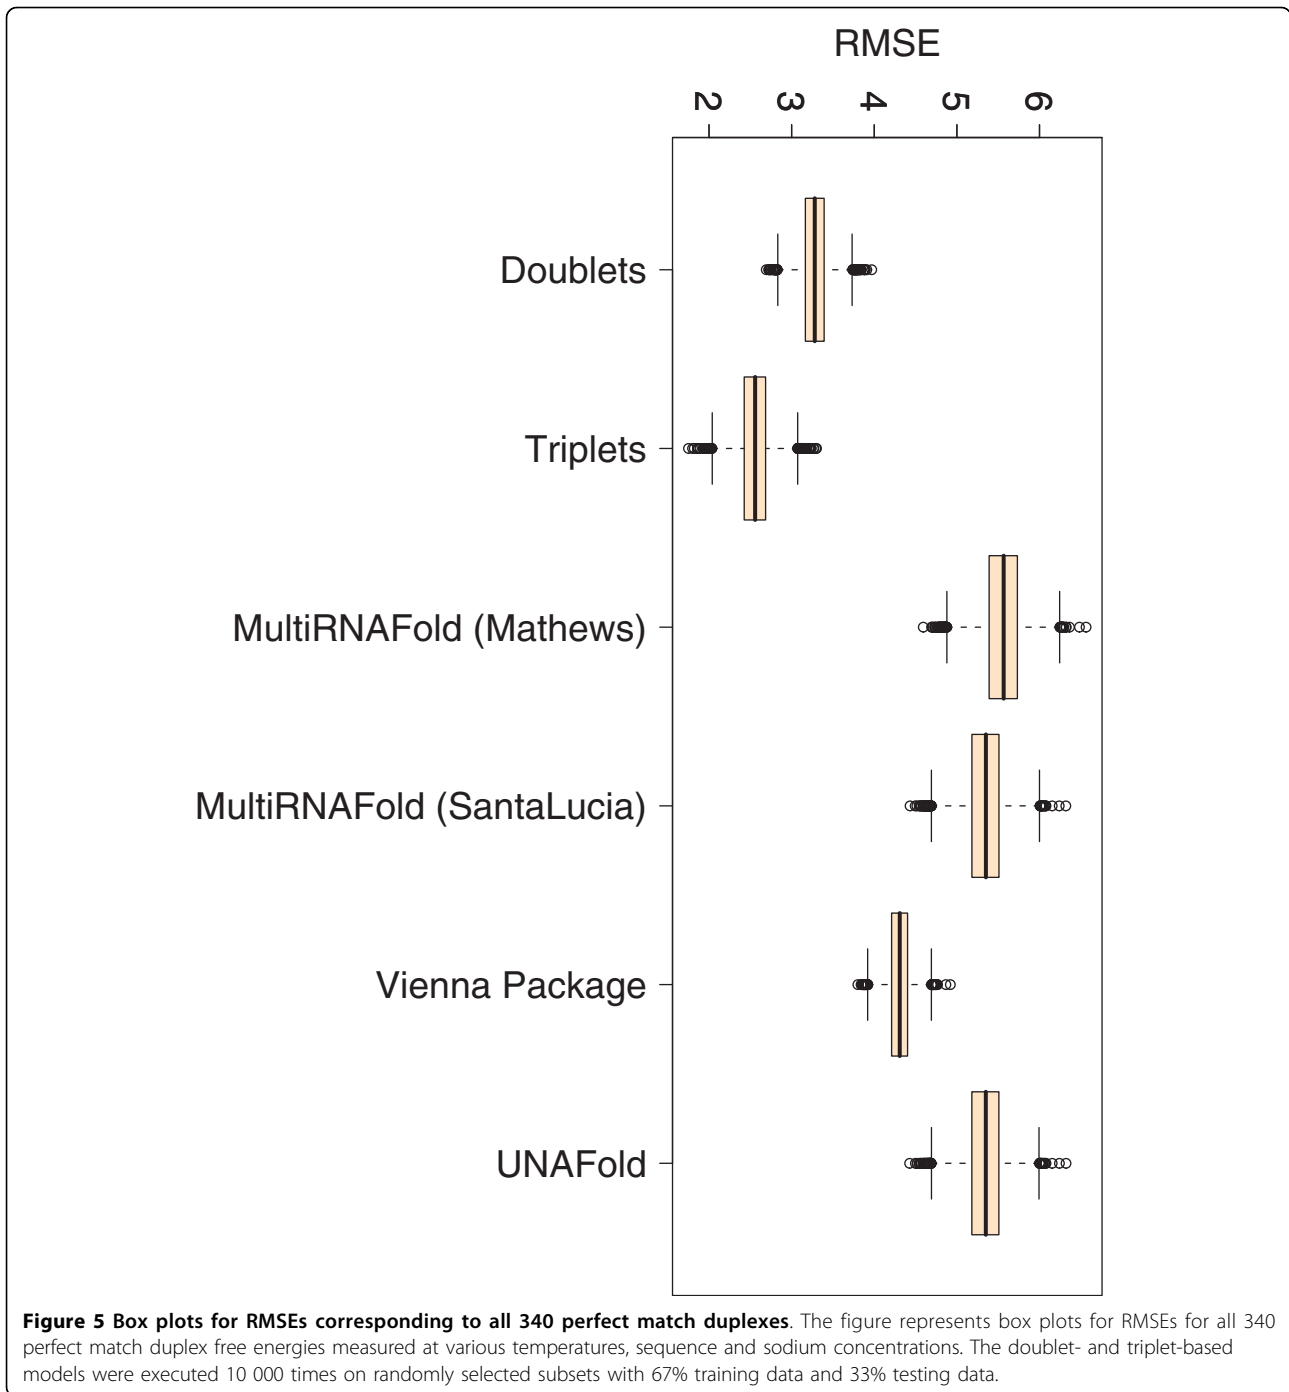 RMSE
2 3 4 5 6
Doublets
Triplets
MultiRNAFold (Mathews)
MultiRNAFold (SantaLucia)
Vienna Package
UNAFold
Figure 5 Box plots for RMSEs corresponding to all 340 perfect match duplexes. The figure represents box plots for RMSEs for all 340
perfect match duplex free energies measured at various temperatures, sequence and sodium concentrations. The doublet- and triplet-based
models were executed 10 000 times on randomly selected subsets with 67% training data and 33% testing data.